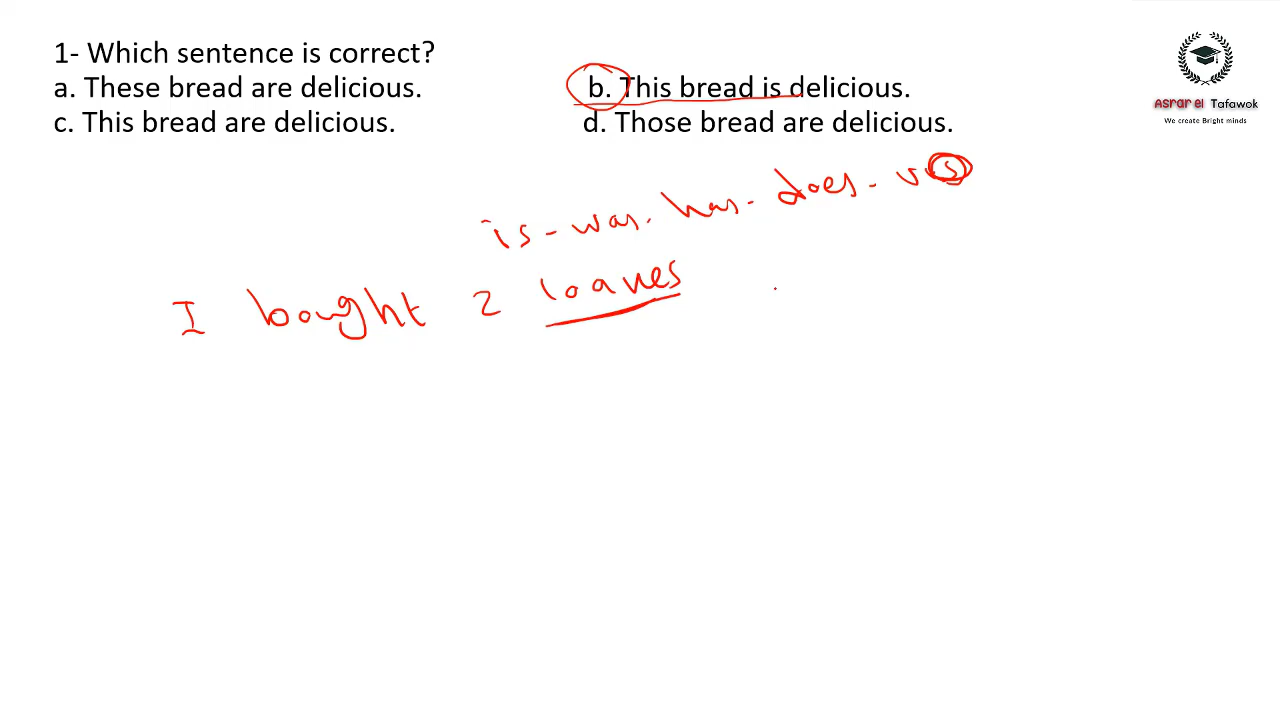 1- Which sentence is correct?
a. These bread are delicious. b. This bread is delicious.
c. This bread are delicious. d. Those bread are delicious.
ASRAR El Tafawok
We create Bright minds
is - was - has - does - v s
I bought 2 loaves